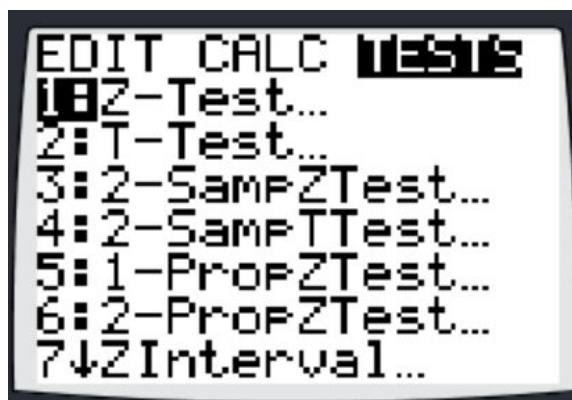 EDIT CALC TESTS
1:Z-Test…
2:T-Test…
3:2-SampZTest…
4:2-SampTTest…
5:1-PropZTest…
6:2-PropZTest…
7↓ZInterval…